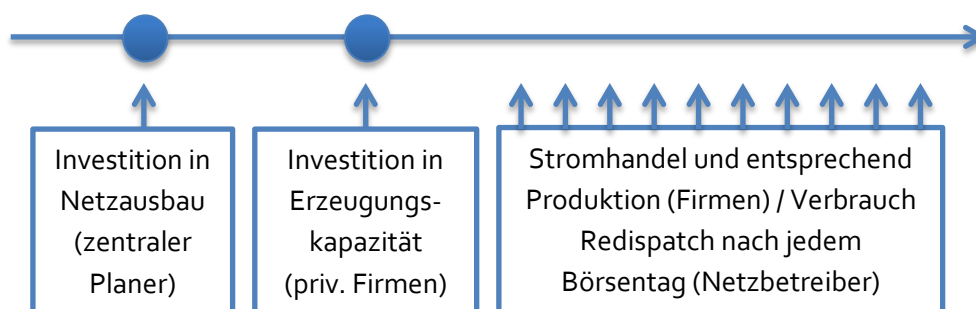 Investition in
Netzausbau
(zentraler
Planer)
Investition in
Erzeugungs-
kapazität
(priv. Firmen)
Stromhandel und entsprechend
Produktion (Firmen) / Verbrauch
Redispatch nach jedem
Börsentag (Netzbetreiber)